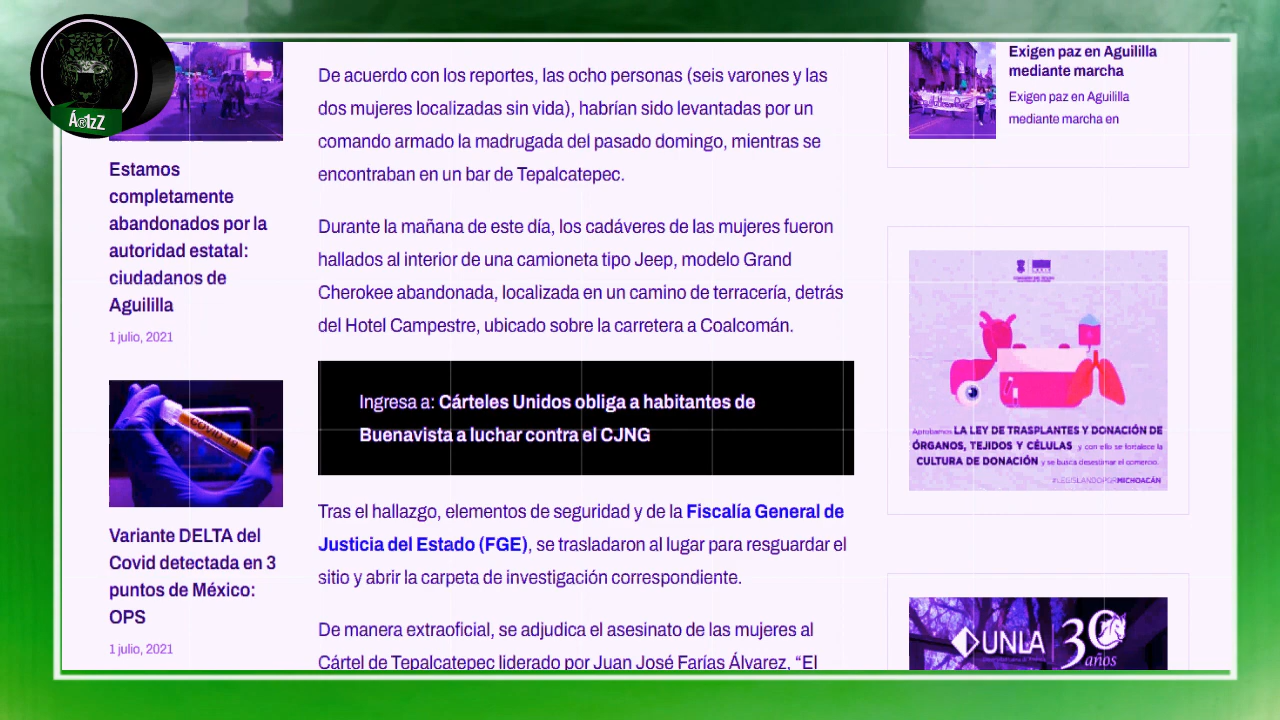 A®tzZ
Estamos
completamente
abandonados por la
autoridad estatal:
ciudadanos de
Aguililla
1 julio, 2021
COVID-19
Variante DELTA del
Covid detectada en 3
puntos de México:
OPS
1 julio, 2021
De acuerdo con los reportes, las ocho personas (seis varones y las
dos mujeres localizadas sin vida), habrían sido levantadas por un
comando armado la madrugada del pasado domingo, mientras se
encontraban en un bar de Tepalcatepec.
Durante la mañana de este día, los cadáveres de las mujeres fueron
hallados al interior de una camioneta tipo Jeep, modelo Grand
Cherokee abandonada, localizada en un camino de terracería, detrás
del Hotel Campestre, ubicado sobre la carretera a Coalcomán.
Ingresa a: Cárteles Unidos obliga a habitantes de
Buenavista a luchar contra el CJNG
Tras el hallazgo, elementos de seguridad y de la Fiscalía General de
Justicia del Estado (FGE), se trasladaron al lugar para resguardar el
sitio y abrir la carpeta de investigación correspondiente.
De manera extraoficial, se adjudica el asesinato de las mujeres al
Cártel de Tepalcatepec liderado por Juan José Farías Álvarez, “El
Exigen paz en Aguililla
mediante marcha
Exigen paz en Aguililla
mediante marcha en
Aprobamos LA LEY DE TRASPLANTES Y DONACIÓN DE
ÓRGANOS, TEJIDOS Y CÉLULAS y con ello se fortalece la
CULTURA DE DONACIÓN y se busca desestimar el comercio.
#LEGISLANDOPORMICHOACÁN
UNLA 30
años